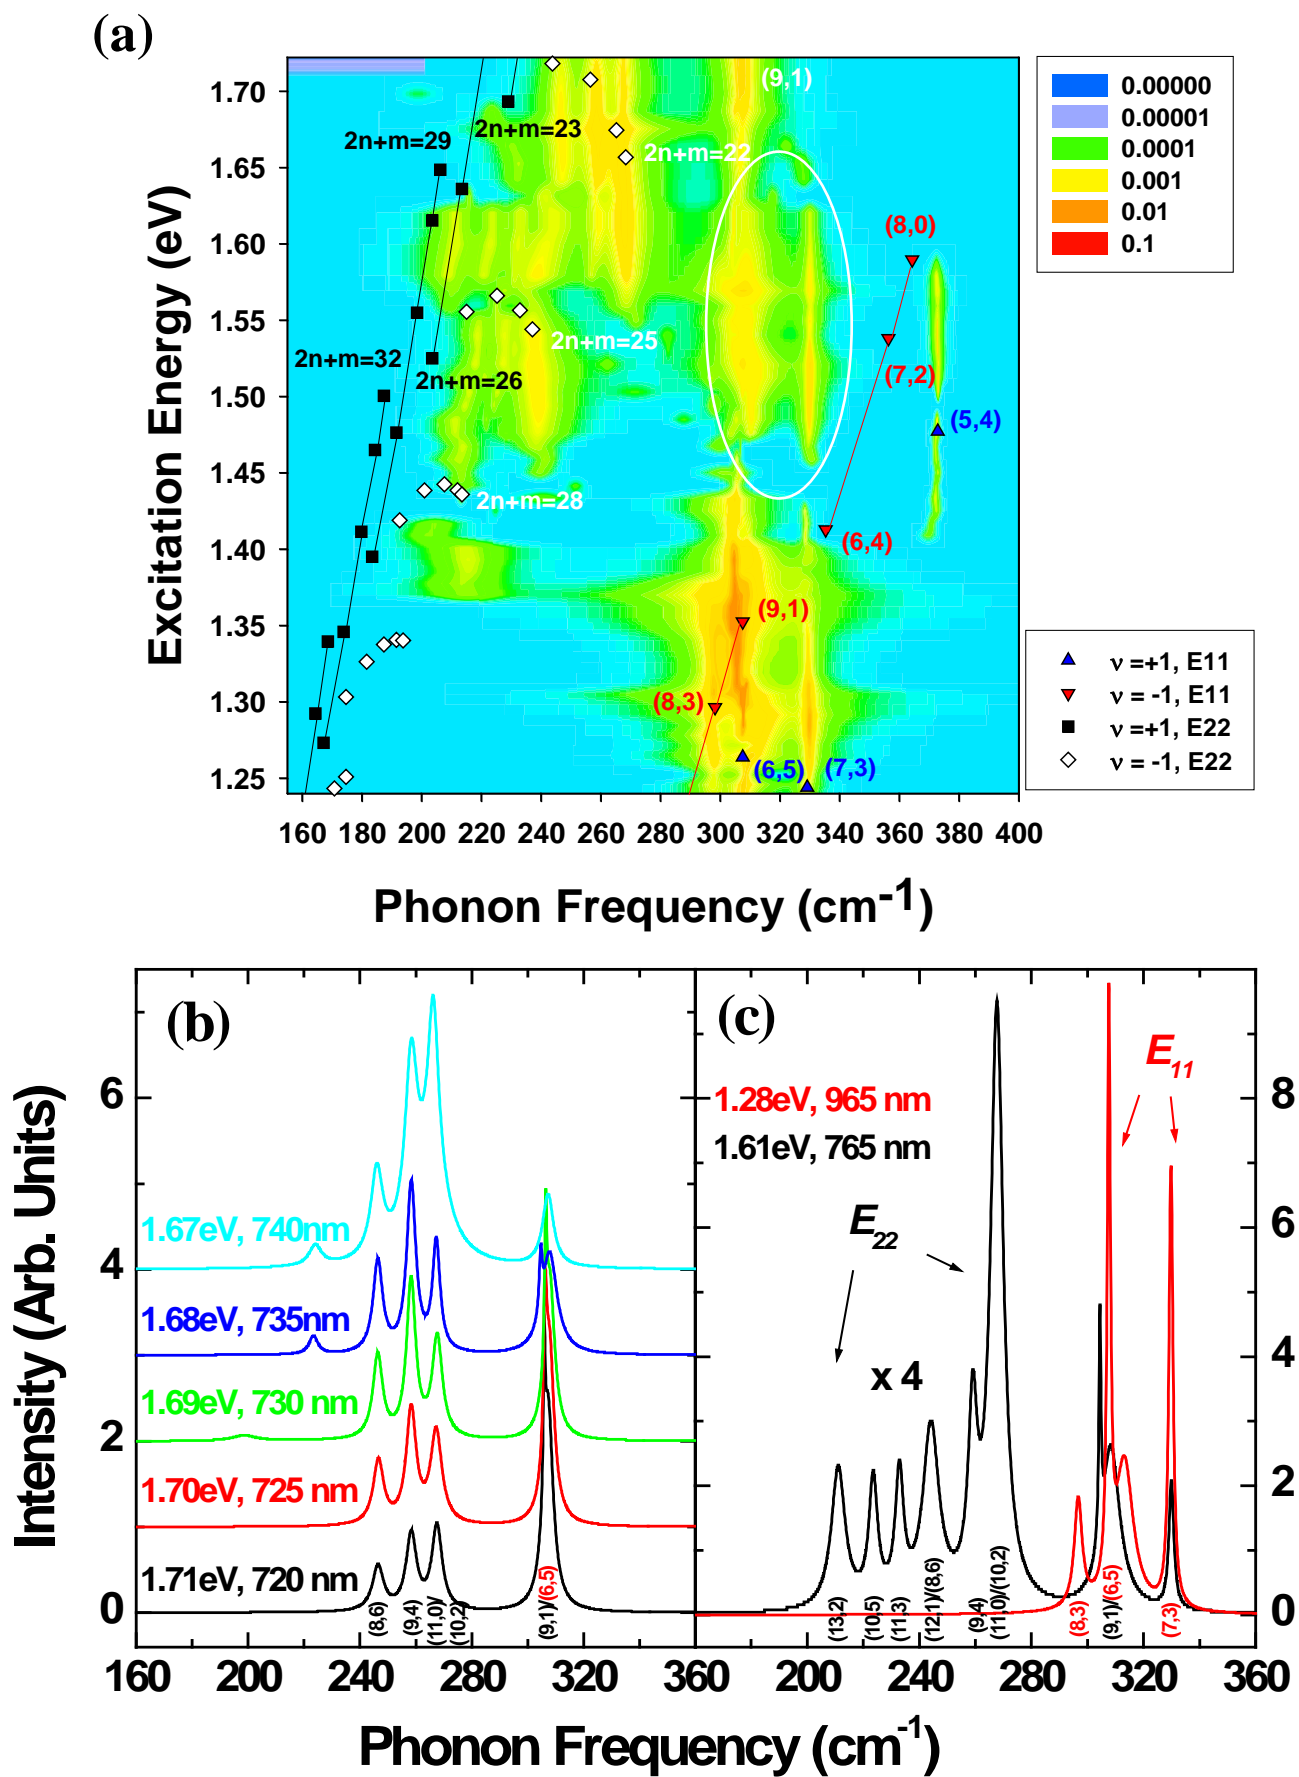 (a)
Excitation Energy (eV)
1.70
1.65
1.60
1.55
1.50
1.45
1.40
1.35
1.30
1.25
160 180 200 220 240 260 280 300 320 340 360 380 400
Phonon Frequency (cm-1)
(9,1)
2n+m=29
2n+m=23
2n+m=22
(8,0)
2n+m=25
2n+m=32
2n+m=26
(7,2)
(5,4)
2n+m=28
(6,4)
(9,1)
(8,3)
(6,5)
(7,3)
0.00000
0.00001
0.0001
0.001
0.01
0.1
ν =+1, E11
ν = -1, E11
ν =+1, E22
ν = -1, E22
(b)
Intensity (Arb. Units)
6
4
2
0
1.67eV, 740nm
1.68eV, 735nm
1.69eV, 730 nm
1.70eV, 725 nm
1.71eV, 720 nm
(8,6)
(9,4)
(11,0)/
(10,2)
(9,1)/(6,5)
160 200 240 280 320 360
(c)
1.28eV, 965 nm
1.61eV, 765 nm
E11
E22
x 4
(13,2)
(10,5)
(11,3)
(12,1)/(8,6)
(9,4)
(11,0)/(10,2)
(8,3)
(9,1)/(6,5)
(7,3)
8
6
4
2
0
200 240 280 320 360
Phonon Frequency (cm-1)